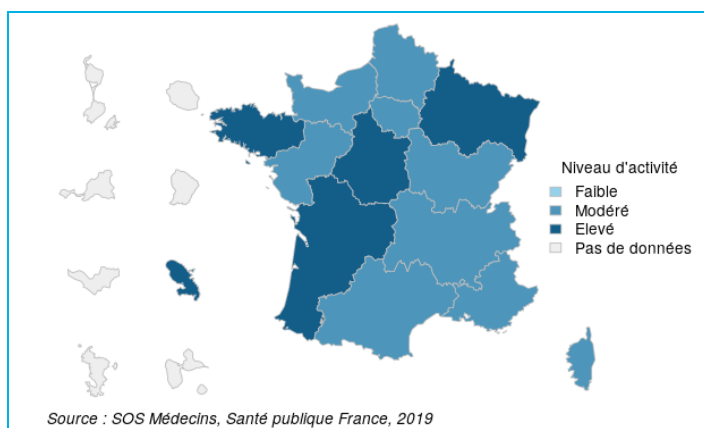 Niveau d'activité
Faible
Modéré
Elevé
Pas de données
Source : SOS Médecins, Santé publique France, 2019